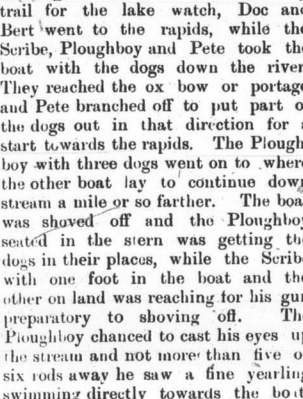 trail for the lake watch, Doc and
Bert went to the rapids, while the
Scribe, Ploughboy and Pete took the
boat with the dogs down the river
They reached the ox bow or portage
and Pete branched off to put part o
the dogs out in that direction for
start towards the rapids. The Plough
boy with three dogs went on to where
the other boat lay to continue down
stream a mile or so farther. The boa
was shoved off and the Ploughboy
seated in the stern was getting the
dogs in their places, while the Scribe
with one foot in the boat and the
other on land was reaching for his gun
preparatory to shoving off. The
Ploughboy chanced to cast his eyes up
the stream and not more than five o
six rods away he saw a fine yearling
swimming directly towards the boat